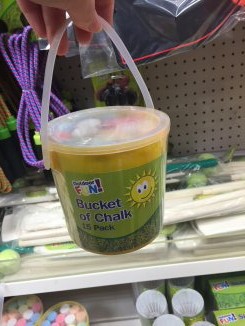 Outdoor
FUN!
Bucket
of Chalk
15 Pack